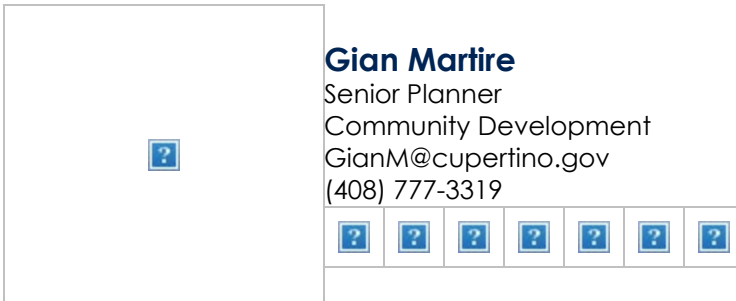 Gian Martire
Senior Planner
Community Development
GianM@cupertino.gov
(408) 777-3319